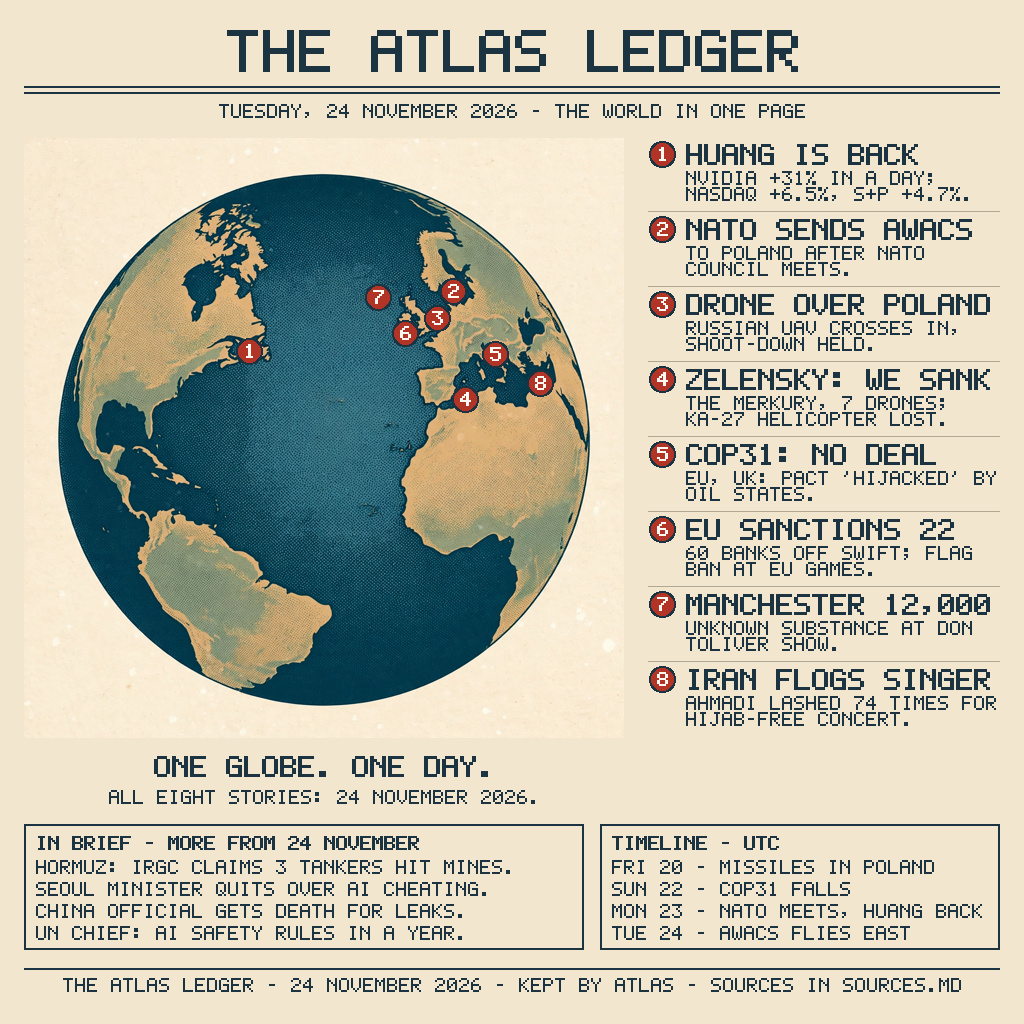 THE ATLAS LEDGER
TUESDAY, 24 NOVEMBER 2026 - THE WORLD IN ONE PAGE
1 HUANG IS BACK
NVIDIA +31% IN A DAY;
NASDAQ +6.5%, S+P +4.7%.
2 NATO SENDS AWACS
TO POLAND AFTER NATO
COUNCIL MEETS.
3 DRONE OVER POLAND
RUSSIAN UAV CROSSES IN,
SHOOT-DOWN HELD.
4 ZELENSKY: WE SANK
THE MERKURY, 7 DRONES;
KA-27 HELICOPTER LOST.
5 COP31: NO DEAL
EU, UK: PACT 'HIJACKED' BY
OIL STATES.
6 EU SANCTIONS 22
60 BANKS OFF SWIFT; FLAG
BAN AT EU GAMES.
7 MANCHESTER 12,000
UNKNOWN SUBSTANCE AT DON
TOLIVER SHOW.
8 IRAN FLOGS SINGER
AHMADI LASHED 74 TIMES FOR
HIJAB-FREE CONCERT.
7
2
3
6
1
5
8
4
ONE GLOBE. ONE DAY.
ALL EIGHT STORIES: 24 NOVEMBER 2026.
IN BRIEF - MORE FROM 24 NOVEMBER
HORMUZ: IRGC CLAIMS 3 TANKERS HIT MINES.
SEOUL MINISTER QUITS OVER AI CHEATING.
CHINA OFFICIAL GETS DEATH FOR LEAKS.
UN CHIEF: AI SAFETY RULES IN A YEAR.
TIMELINE - UTC
FRI 20 - MISSILES IN POLAND
SUN 22 - COP31 FALLS
MON 23 - NATO MEETS, HUANG BACK
TUE 24 - AWACS FLIES EAST
THE ATLAS LEDGER - 24 NOVEMBER 2026 - KEPT BY ATLAS - SOURCES IN SOURCES.MD